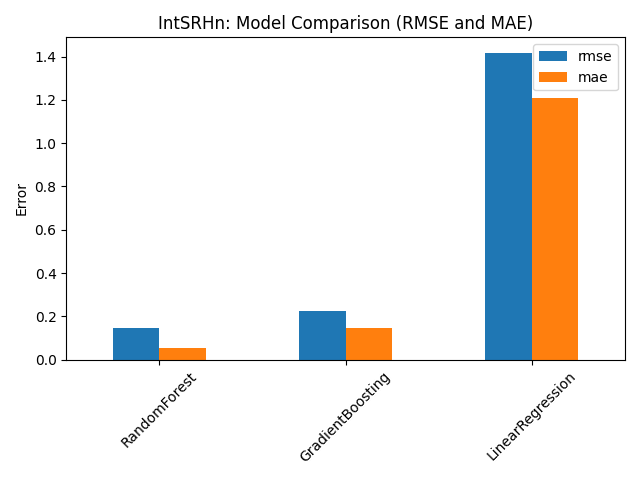 IntSRHn: Model Comparison (RMSE and MAE)
rmse
mae
Error
1.4
1.2
1.0
0.8
0.6
0.4
0.2
0.0
RandomForest
GradientBoosting
LinearRegression